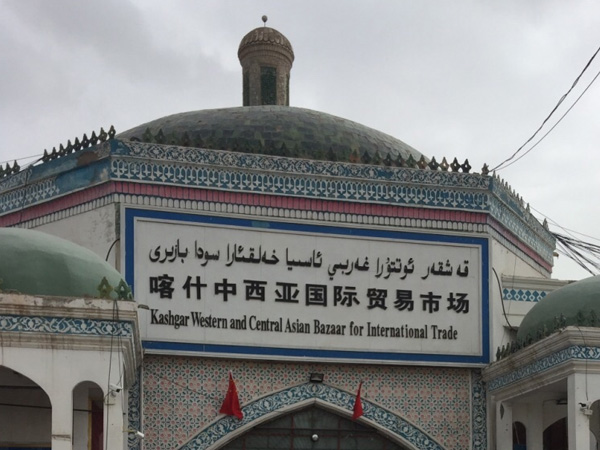 قەشقەر ئوتتۇرا غەربىي ئاسىيا خەلقئارا سودا بازىرى
喀什中西亚国际贸易市场
Kashgar Western and Central Asian Bazaar for International Trade